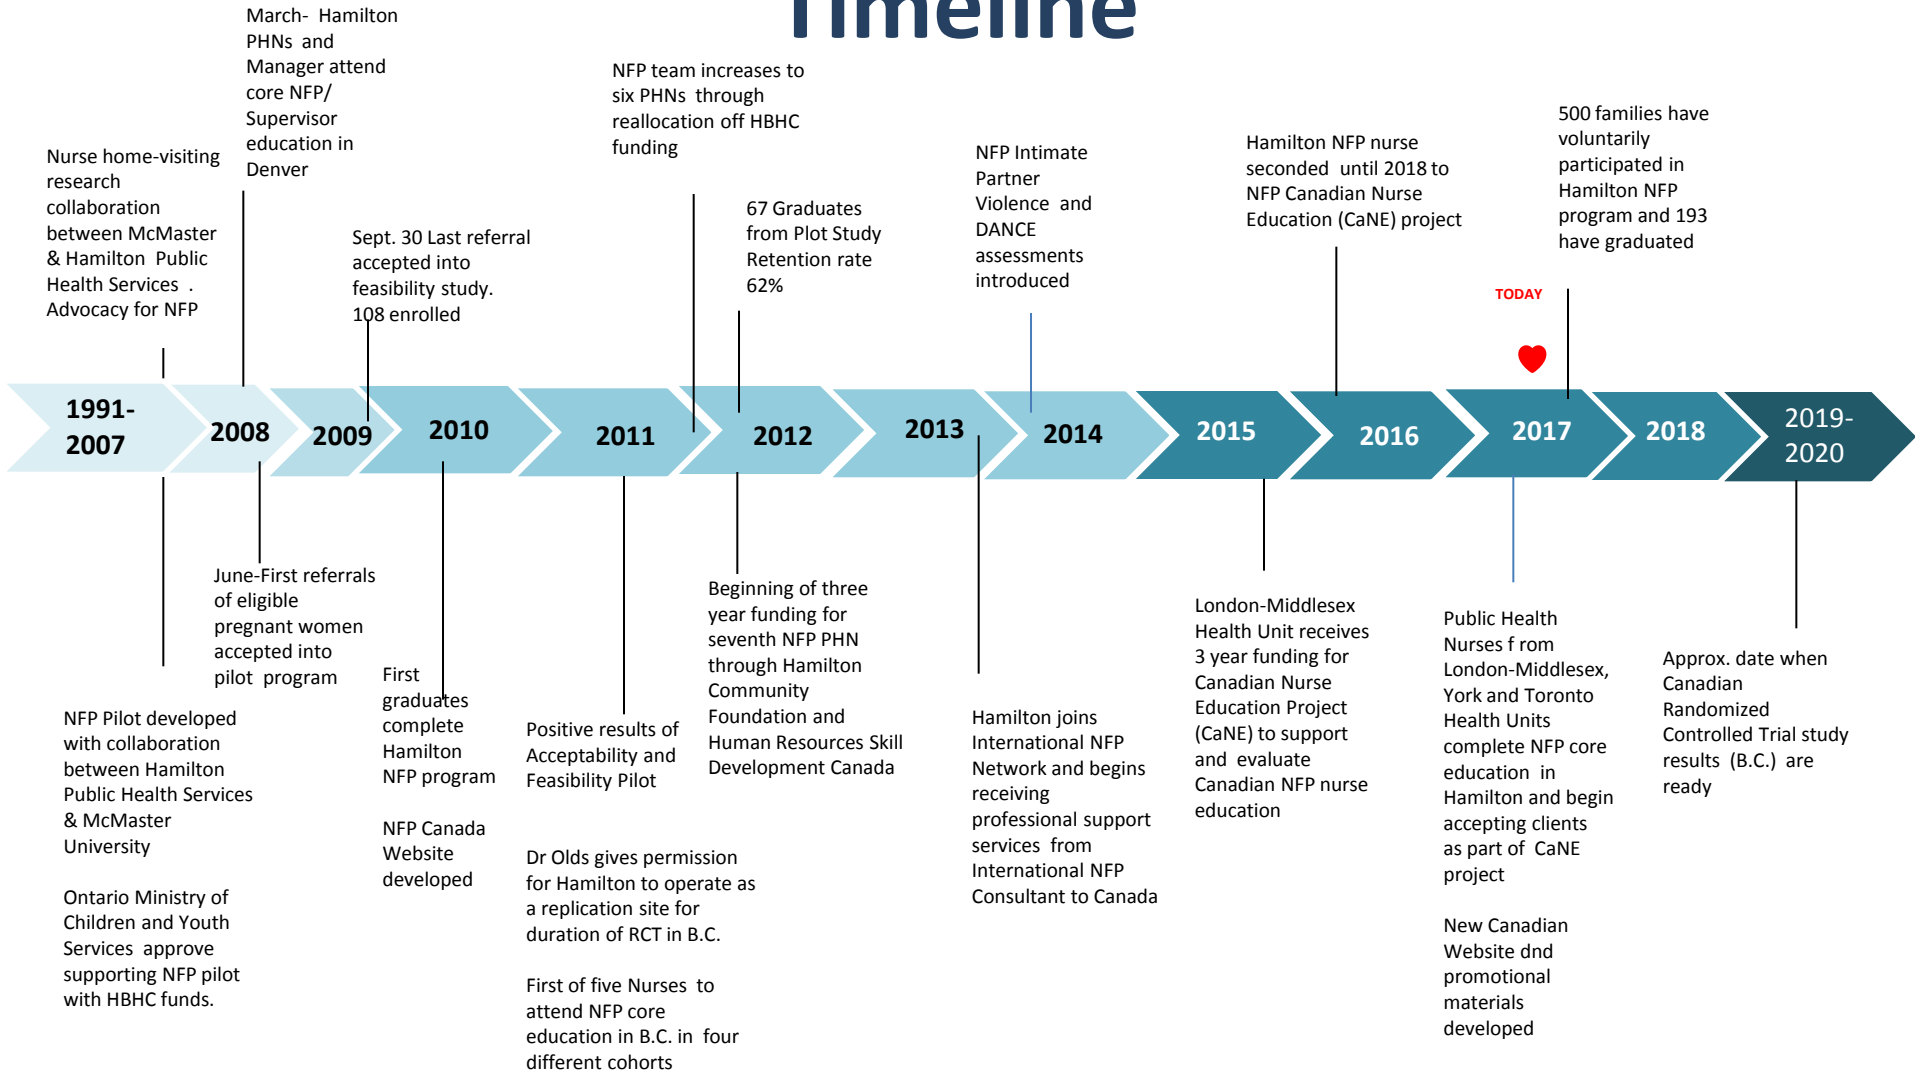 Timeline
March- Hamilton
PHNs and
Manager attend
core NFP/
Supervisor
education in
Denver
Nurse home-visiting
research
collaboration
between McMaster
& Hamilton Public
Health Services .
Advocacy for NFP
Sept. 30 Last referral
accepted into
feasibility study.
108 enrolled
NFP team increases to
six PHNs through
reallocation off HBHC
funding
67 Graduates
from Plot Study
Retention rate
62%
NFP Intimate
Partner
Violence and
DANCE
assessments
introduced
Hamilton NFP nurse
seconded until 2018 to
NFP Canadian Nurse
Education (CaNE) project
500 families have
voluntarily
participated in
Hamilton NFP
program and 193
have graduated
TODAY
1991-
2007
2008
2009
2010
2011
2012
2013
2014
2015
2016
2017
2018
2019-
2020
NFP Pilot developed
with collaboration
between Hamilton
Public Health Services
& McMaster
University
Ontario Ministry of
Children and Youth
Services approve
supporting NFP pilot
with HBHC funds.
June-First referrals
of eligible
pregnant women
accepted into
pilot program
First
graduates
complete
Hamilton
NFP program
NFP Canada
Website
developed
Positive results of
Acceptability and
Feasibility Pilot
Dr Olds gives permission
for Hamilton to operate as
a replication site for
duration of RCT in B.C.
First of five Nurses to
attend NFP core
education in B.C. in four
different cohorts
Beginning of three
year funding for
seventh NFP PHN
through Hamilton
Community
Foundation and
Human Resources Skill
Development Canada
Hamilton joins
International NFP
Network and begins
receiving
professional support
services from
International NFP
Consultant to Canada
London-Middlesex
Health Unit receives
3 year funding for
Canadian Nurse
Education Project
(CaNE) to support
and evaluate
Canadian NFP nurse
education
Public Health
Nurses f rom
London-Middlesex,
York and Toronto
Health Units
complete NFP core
education in
Hamilton and begin
accepting clients
as part of CaNE
project
New Canadian
Website dnd
promotional
materials
developed
Approx. date when
Canadian
Randomized
Controlled Trial study
results (B.C.) are
ready